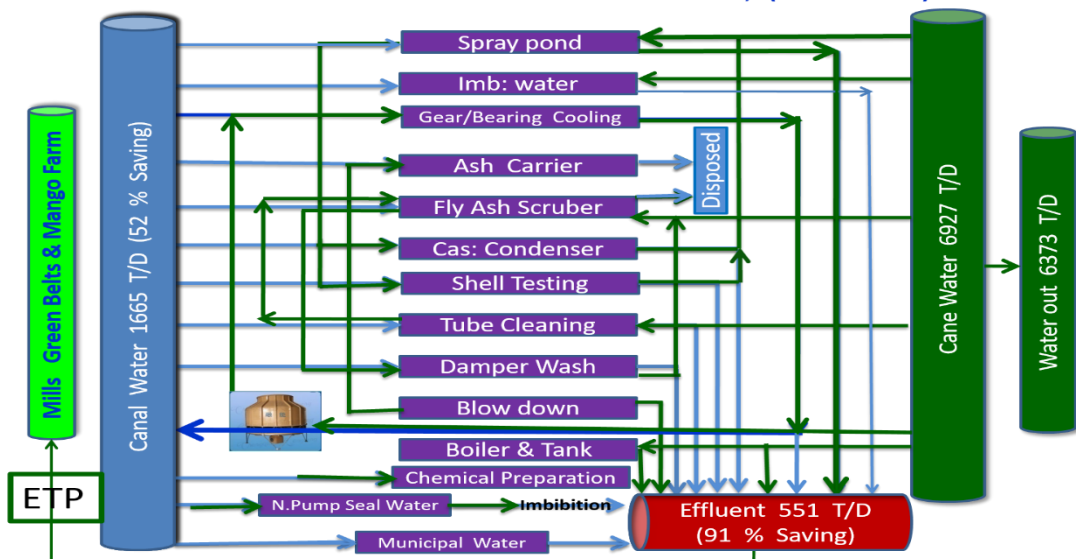 Mills Green Belts & Mango Farm
ETP
Canal Water 1665 T/D (52 % Saving)
Spray pond
Imb: water
Gear/Bearing Cooling
Ash Carrier
Fly Ash Scruber
Cas: Condenser
Shell Testing
Tube Cleaning
Damper Wash
Blow down
Boiler & Tank
Chemical Preparation
N.Pump Seal Water
Imbibition
Municipal Water
Disposed
Effluent 551 T/D
(91 % Saving)
Cane Water 6927 T/D
Water out 6373 T/D